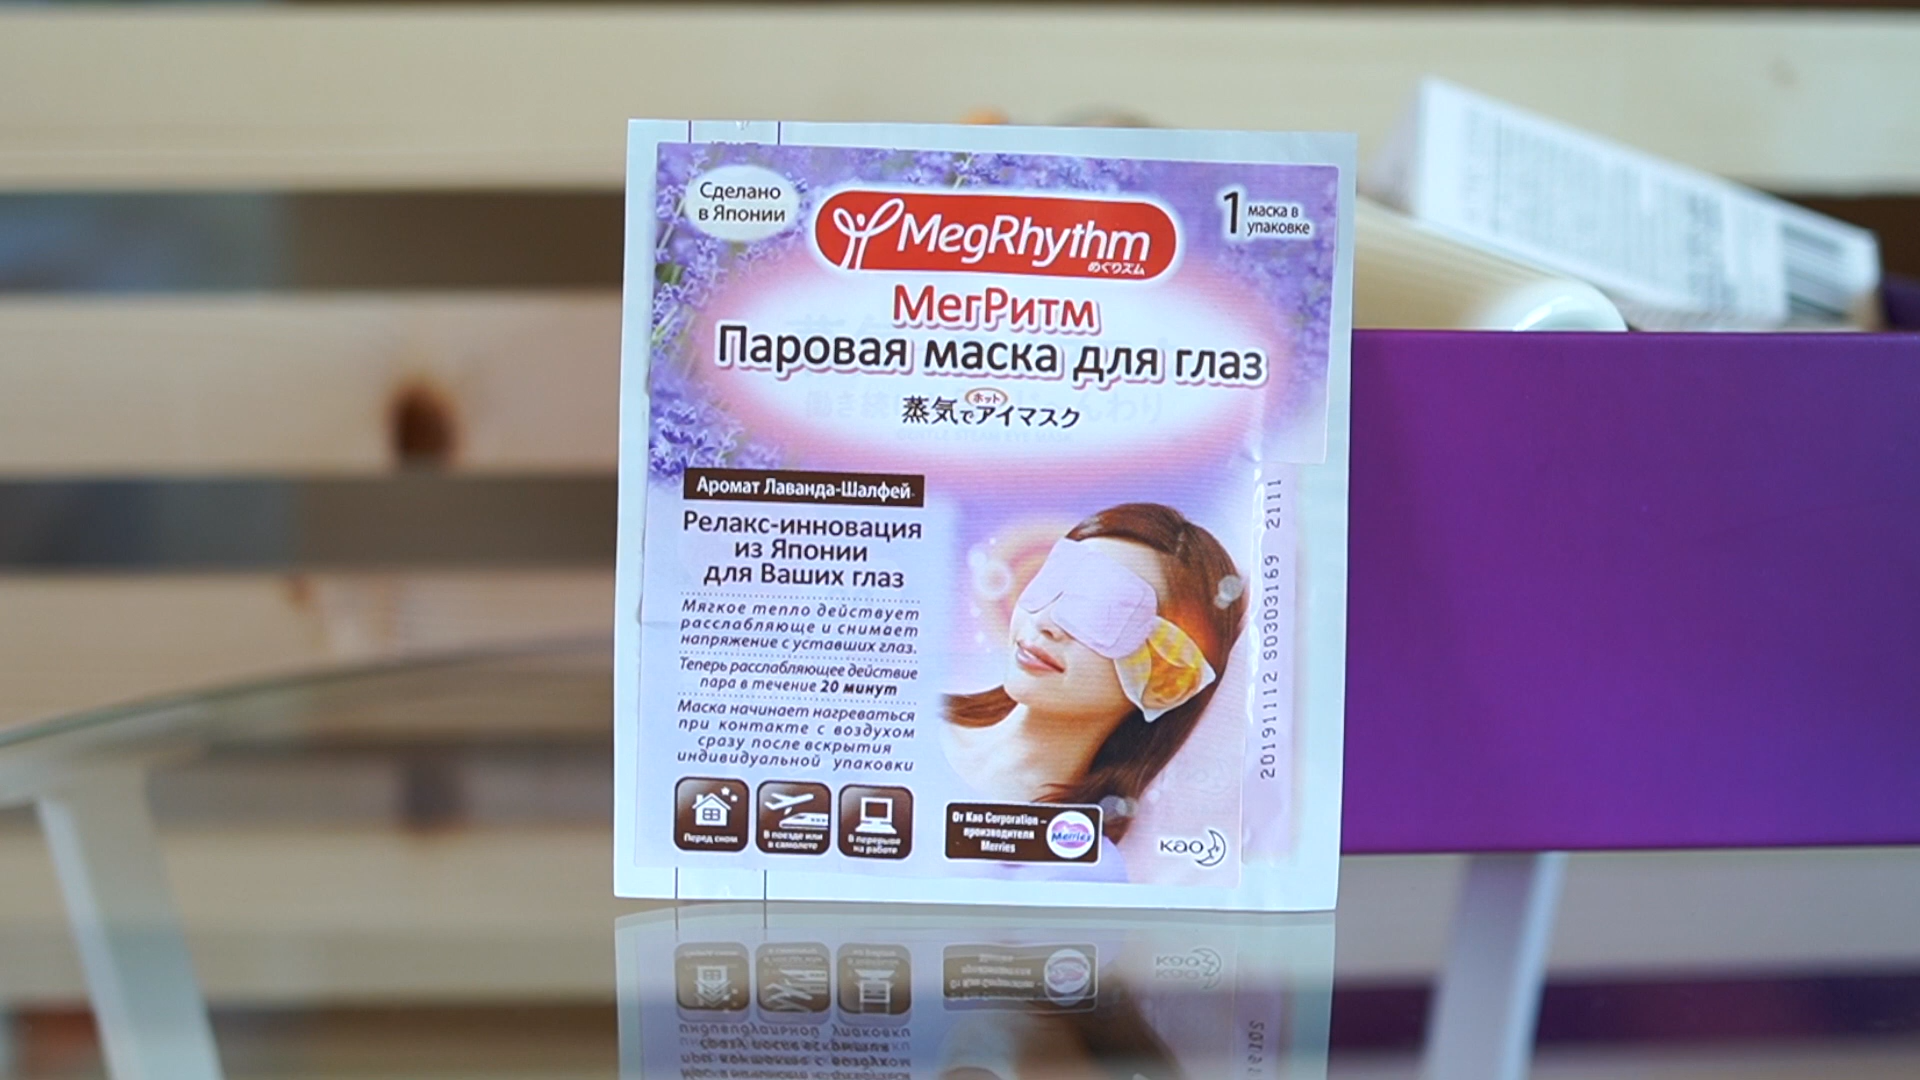 Сделано
в Японии
MegRhythm
めぐりズム
1 маска в
упаковке
МегРитм
Паровая маска для глаз
蒸気でホットアイマスク
Аромат Лаванда-Шалфей
Релакс-инновация
из Японии
для Ваших глаз
Мягкое тепло действует
расслабляюще и снимает
напряжение с уставших глаз.
Теперь расслабляющее действие
пара в течение 20 минут
Маска начинает нагреваться
при контакте с воздухом
сразу после вскрытия
индивидуальной упаковки
Перед сном
В поезде или
в самолете
В перерыве
на работе
От Kao Corporation –
производителя
Merries
Merries
Kao
20191112 S0303169 2111